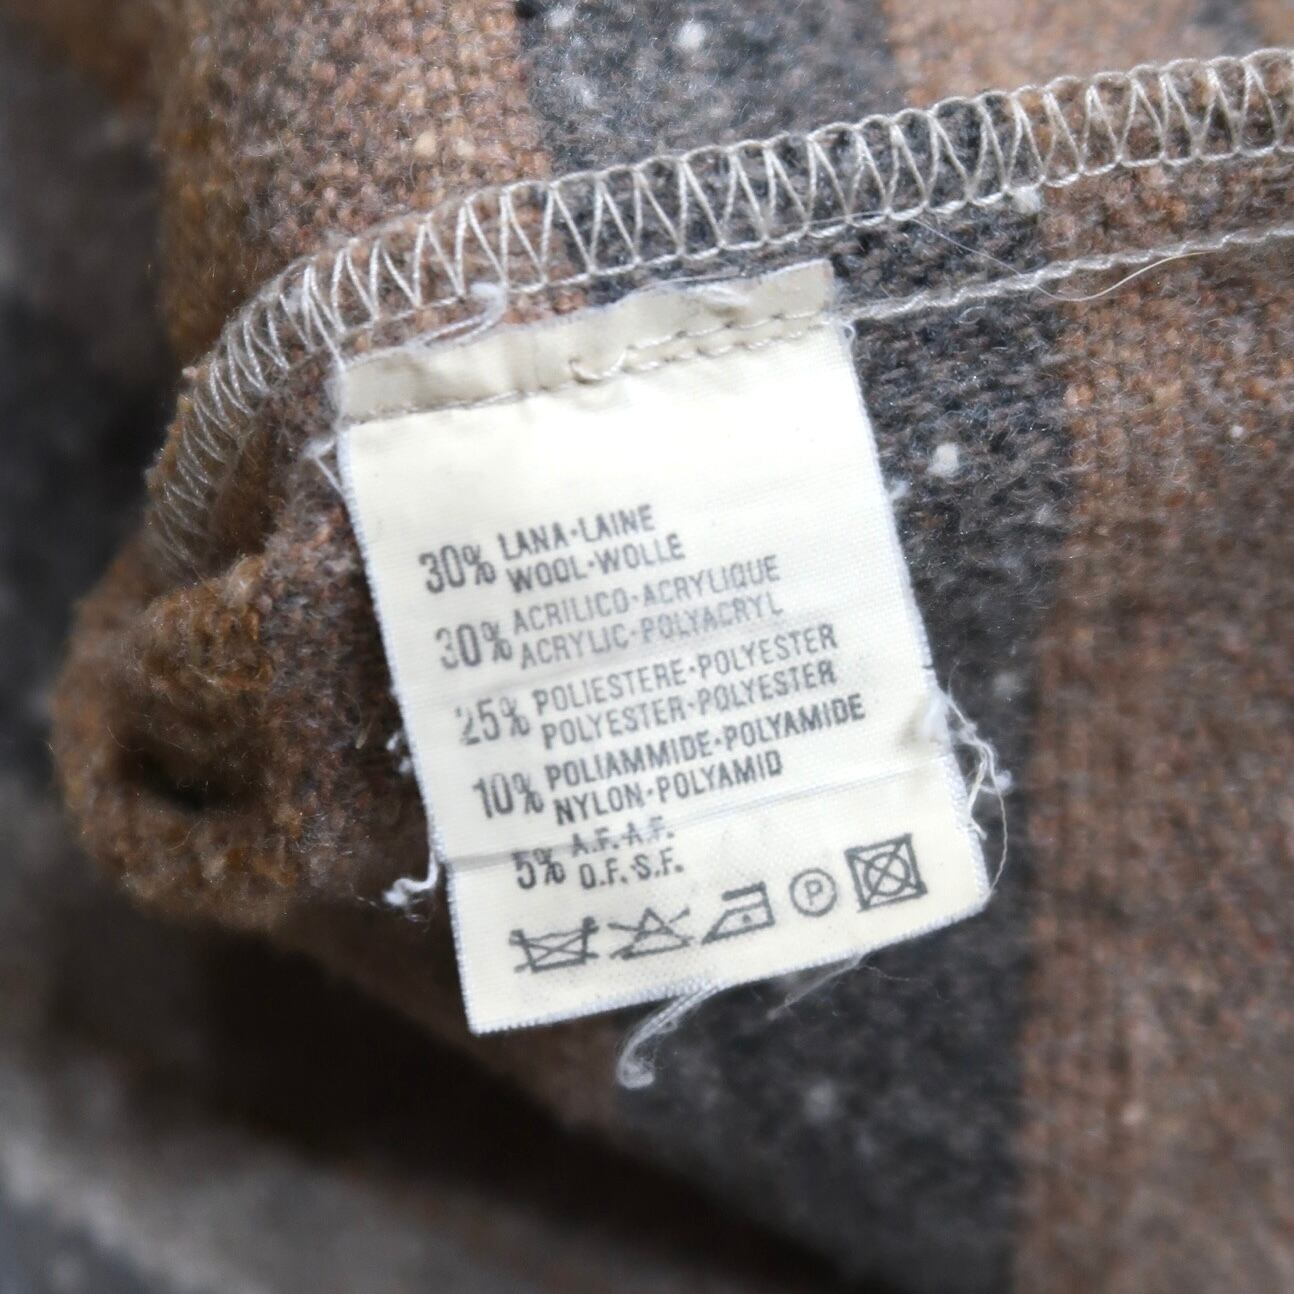 30% LANA·LAINE
WOOL·WOLLE
30% ACRILICO·ACRYLIQUE
ACRYLIC·POLYACRYL
25% POLIESTERE·POLYESTER
POLYESTER·POLYESTER
10% POLIAMMIDE·POLYAMIDE
NYLON·POLYAMID
5% A.F.·A.F.
O.F.·S.F.
P